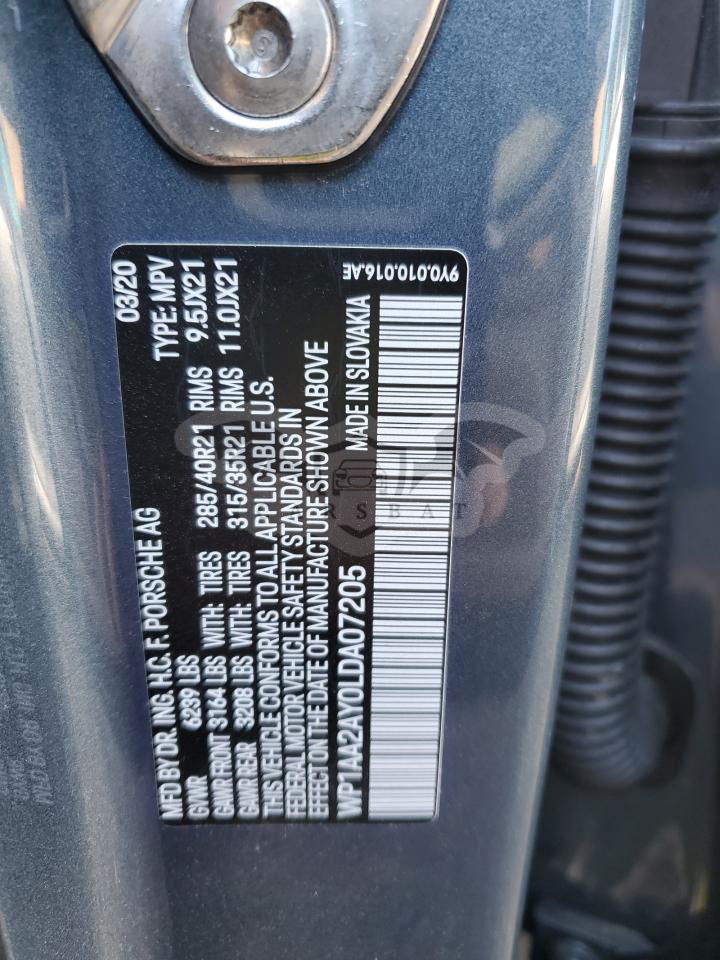 MFD BY DR. ING. H.C. F. PORSCHE AG 03/20
GVWR 6239 LBS TYPE: MPV
GAWR FRONT 3164 LBS WITH: TIRES 285/40R21 RIMS 9.5JX21
GAWR REAR 3208 LBS WITH: TIRES 315/35R21 RIMS 11.0JX21
THIS VEHICLE CONFORMS TO ALL APPLICABLE U.S.
FEDERAL MOTOR VEHICLE SAFETY STANDARDS IN
EFFECT ON THE DATE OF MANUFACTURE SHOWN ABOVE
WP1AA2AY0LDA07205 MADE IN SLOVAKIA
9Y0.010.016.AE